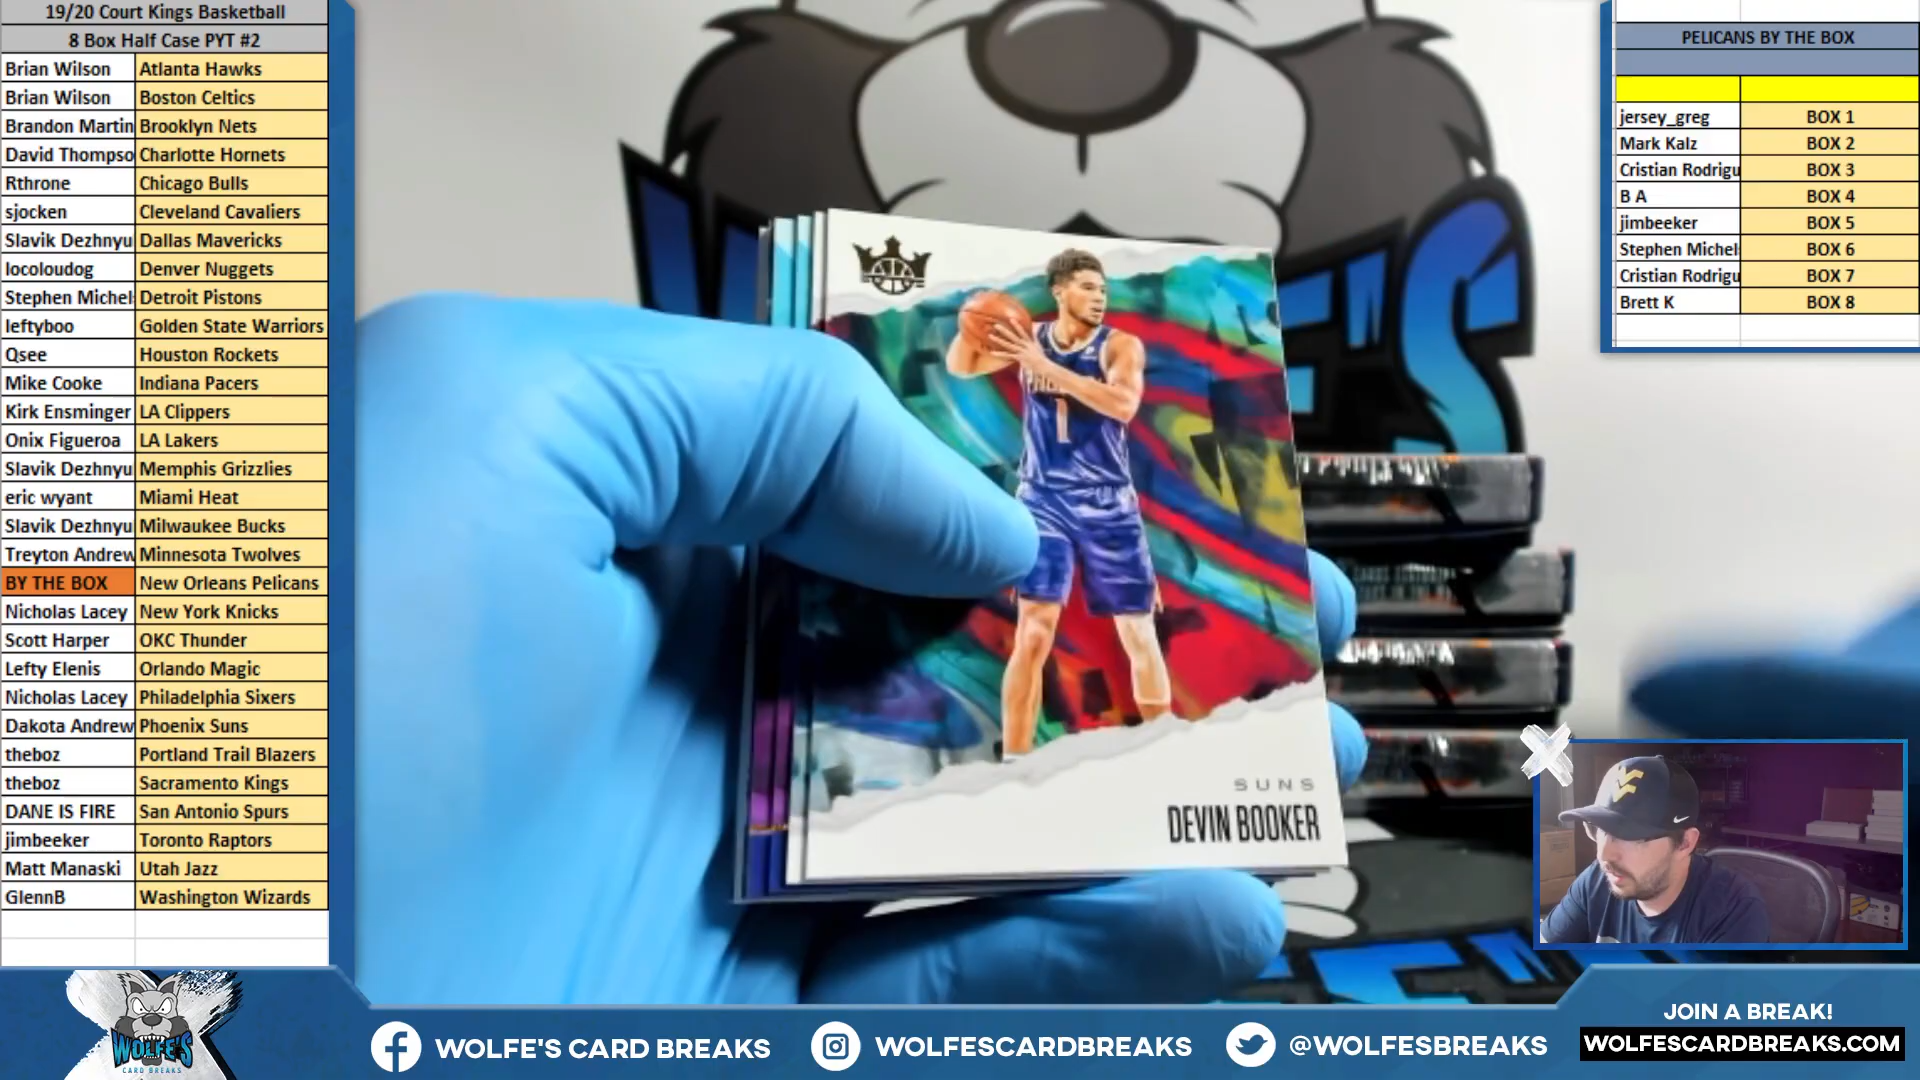 19/20 Court Kings Basketball
8 Box Half Case PYT #2
Brian Wilson Atlanta Hawks
Brian Wilson Boston Celtics
Brandon Martin Brooklyn Nets
David Thompso Charlotte Hornets
Rthrone Chicago Bulls
sjocken Cleveland Cavaliers
Slavik Dezhnyu Dallas Mavericks
locoloudog Denver Nuggets
Stephen Michel Detroit Pistons
leftyboo Golden State Warriors
Qsee Houston Rockets
Mike Cooke Indiana Pacers
Kirk Ensminger LA Clippers
Onix Figueroa LA Lakers
Slavik Dezhnyu Memphis Grizzlies
eric wyant Miami Heat
Slavik Dezhnyu Milwaukee Bucks
Treyton Andrew Minnesota Twolves
BY THE BOX New Orleans Pelicans
Nicholas Lacey New York Knicks
Scott Harper OKC Thunder
Lefty Elenis Orlando Magic
Nicholas Lacey Philadelphia Sixers
Dakota Andrew Phoenix Suns
theboz Portland Trail Blazers
theboz Sacramento Kings
DANE IS FIRE San Antonio Spurs
jimbeeker Toronto Raptors
Matt Manaski Utah Jazz
GlennB Washington Wizards
PELICANS BY THE BOX
jersey_greg BOX 1
Mark Kalz BOX 2
Cristian Rodrigu BOX 3
B A BOX 4
jimbeeker BOX 5
Stephen Michel BOX 6
Cristian Rodrigu BOX 7
Brett K BOX 8
1
SUNS
DEVIN BOOKER
WOLFE'S
CARD BREAKS
WOLFE'S CARD BREAKS
WOLFESCARDBREAKS
@WOLFESBREAKS
JOIN A BREAK!
WOLFESCARDBREAKS.COM